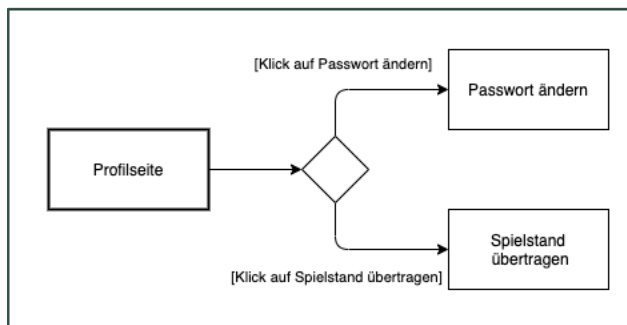 [Klick auf Passwort ändern]
Passwort ändern
Profilseite
Spielstand
übertragen
[Klick auf Spielstand übertragen]